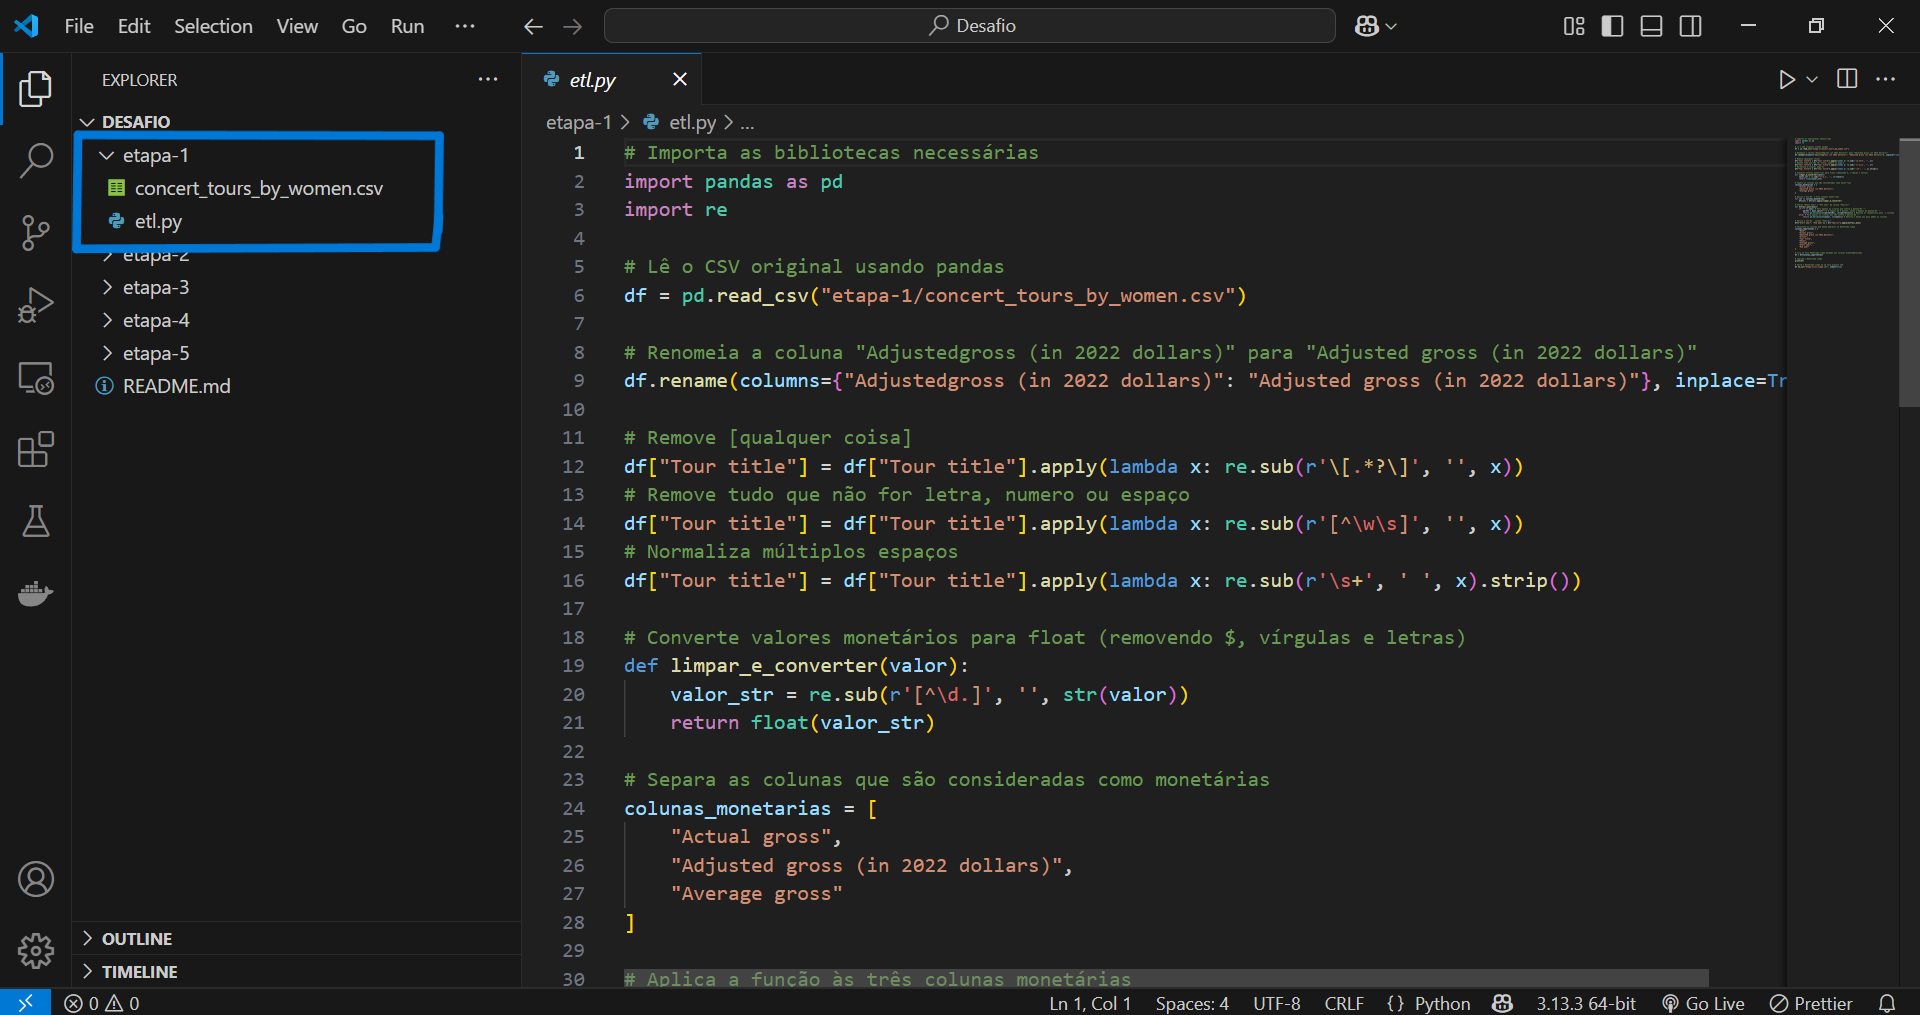 File Edit Selection View Go Run ··· Desafio
EXPLORER ···
DESAFIO
etapa-1
concert_tours_by_women.csv
etl.py
etapa-2
etapa-3
etapa-4
etapa-5
README.md
OUTLINE
TIMELINE
etl.py
etapa-1 > etl.py > ...
1 # Importa as bibliotecas necessárias
2 import pandas as pd
3 import re
4
5 # Lê o CSV original usando pandas
6 df = pd.read_csv("etapa-1/concert_tours_by_women.csv")
7
8 # Renomeia a coluna "Adjustedgross (in 2022 dollars)" para "Adjusted gross (in 2022 dollars)"
9 df.rename(columns={"Adjustedgross (in 2022 dollars)": "Adjusted gross (in 2022 dollars)"}, inplace=Tr
10
11 # Remove [qualquer coisa]
12 df["Tour title"] = df["Tour title"].apply(lambda x: re.sub(r'\[.*?\]', '', x))
13 # Remove tudo que não for letra, numero ou espaço
14 df["Tour title"] = df["Tour title"].apply(lambda x: re.sub(r'[^\w\s]', '', x))
15 # Normaliza múltiplos espaços
16 df["Tour title"] = df["Tour title"].apply(lambda x: re.sub(r'\s+', ' ', x).strip())
17
18 # Converte valores monetários para float (removendo $, vírgulas e letras)
19 def limpar_e_converter(valor):
20 valor_str = re.sub(r'[^\d.]', '', str(valor))
21 return float(valor_str)
22
23 # Separa as colunas que são consideradas como monetárias
24 colunas_monetarias = [
25 "Actual gross",
26 "Adjusted gross (in 2022 dollars)",
27 "Average gross"
28 ]
29
30 # Aplica a função às três colunas monetárias
0 0 Ln 1, Col 1 Spaces: 4 UTF-8 CRLF {} Python 3.13.3 64-bit Go Live Prettier